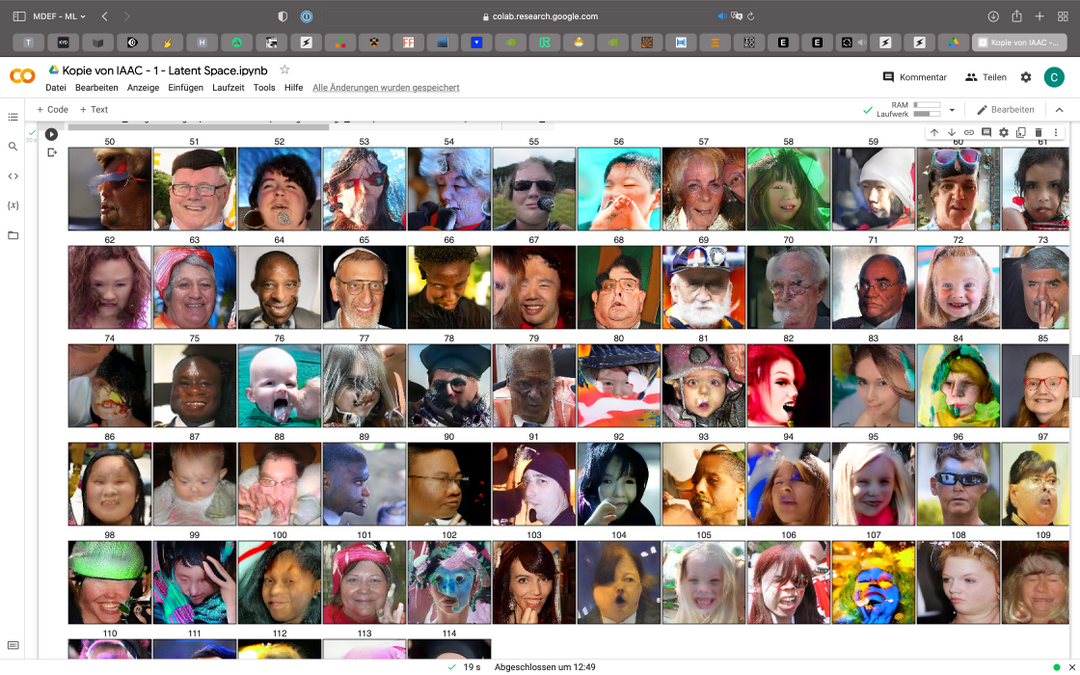 MDEF – ML
colab.research.google.com
T
KYD
H
FF
E
E
Kopie von IAAC -...
Kopie von IAAC - 1 - Latent Space.ipynb
Kommentar
Teilen
C
Datei Bearbeiten Anzeige Einfügen Laufzeit Tools Hilfe Alle Änderungen wurden gespeichert
+ Code + Text
RAM
Laufwerk
Bearbeiten
{x}
50 51 52 53 54 55 56 57 58 59 60 61
62 63 64 65 66 67 68 69 70 71 72 73
74 75 76 77 78 79 80 81 82 83 84 85
86 87 88 89 90 91 92 93 94 95 96 97
98 99 100 101 102 103 104 105 106 107 108 109
110 111 112 113 114
19 s Abgeschlossen um 12:49